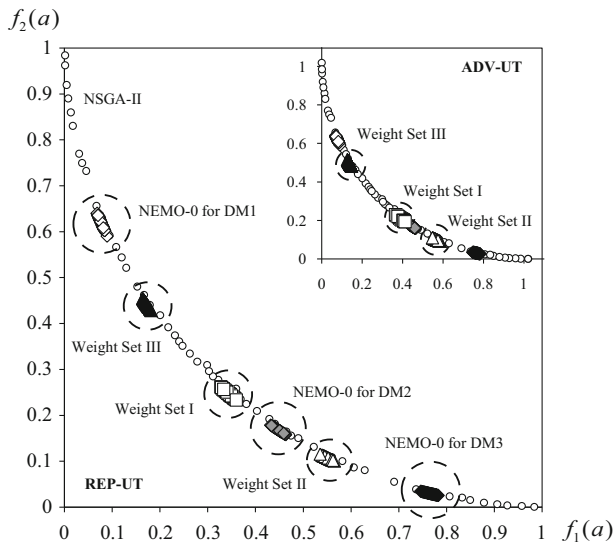 f₂(a)
1
0.9
0.8
0.7
0.6
0.5
0.4
0.3
0.2
0.1
0
NSGA-II
NEMO-0 for DM1
Weight Set III
Weight Set I
NEMO-0 for DM2
NEMO-0 for DM3
Weight Set II
REP-UT
0 0.1 0.2 0.3 0.4 0.5 0.6 0.7 0.8 0.9 1
f₁(a)
ADV-UT
1
0.8
0.6
0.4
0.2
0
Weight Set III
Weight Set I
Weight Set II
0 0.2 0.4 0.6 0.8 1